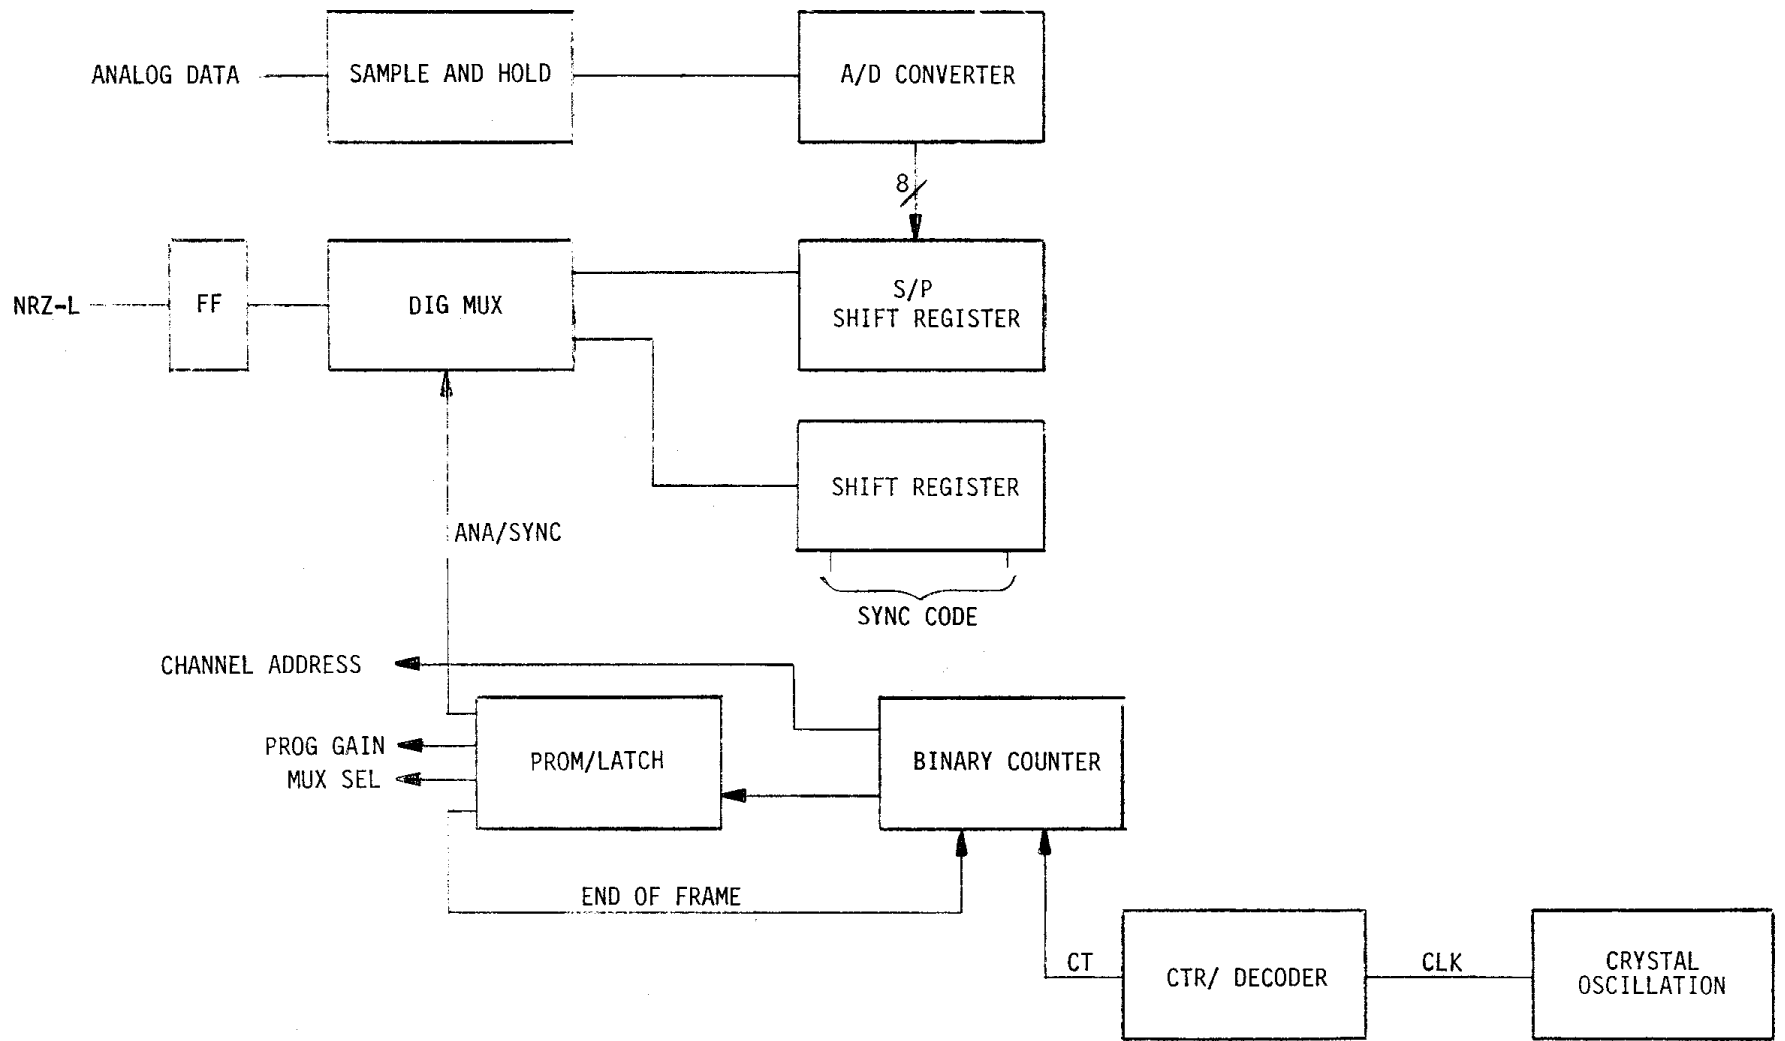 ANALOG DATA
SAMPLE AND HOLD
A/D CONVERTER
8
NRZ-L
FF
DIG MUX
S/P
SHIFT REGISTER
SHIFT REGISTER
ANA/SYNC
SYNC CODE
CHANNEL ADDRESS
PROG GAIN
MUX SEL
PROM/LATCH
BINARY COUNTER
END OF FRAME
CT
CTR/ DECODER
CLK
CRYSTAL
OSCILLATION